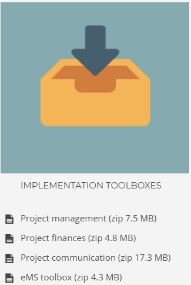 IMPLEMENTATION TOOLBOXES
Project management (zip 7.5 MB)
Project finances (zip 4.8 MB)
Project communication (zip 17.3 MB)
eMS toolbox (zip 4.3 MB)